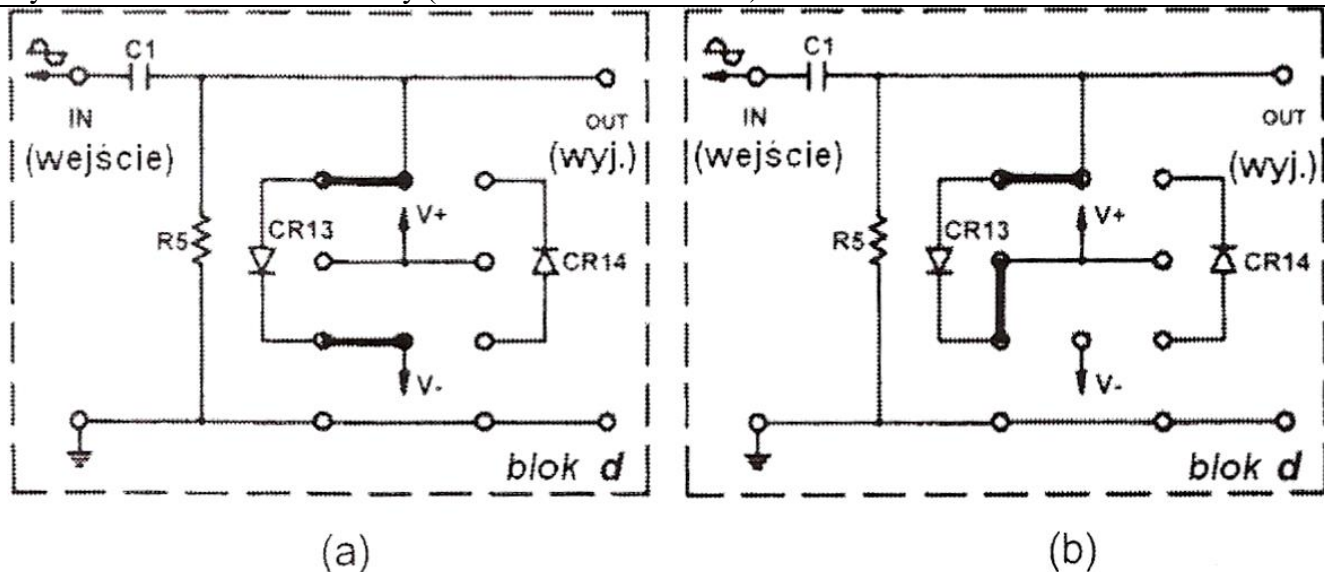 C1
IN
(wejście)
OUT
(wyj.)
R5
CR13
V+
CR14
V-
blok d
(a)
C1
IN
(wejście)
OUT
(wyj.)
R5
CR13
V+
CR14
V-
blok d
(b)